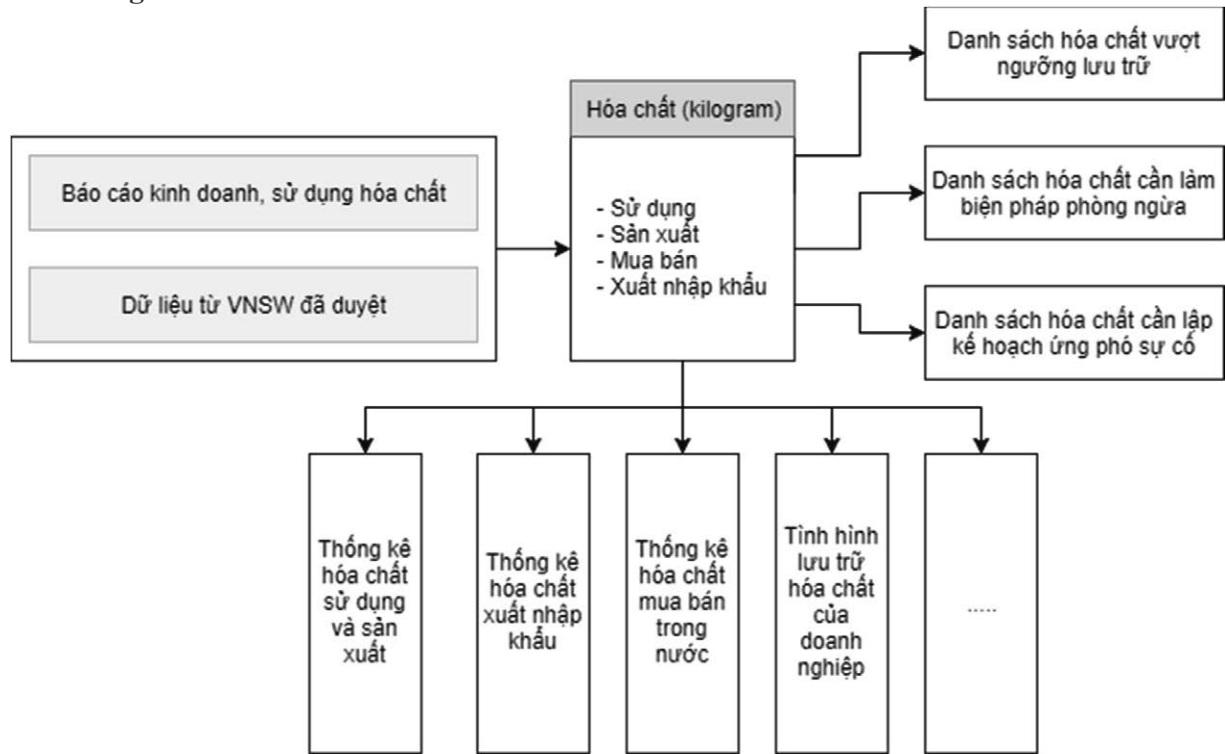 Danh sách hóa chất vượt
ngưỡng lưu trữ
Hóa chất (kilogram)
Báo cáo kinh doanh, sử dụng hóa chất
Dữ liệu từ VNSW đã duyệt
- Sử dụng
- Sản xuất
- Mua bán
- Xuất nhập khẩu
Danh sách hóa chất cần làm
biện pháp phòng ngừa
Danh sách hóa chất cần lập
kế hoạch ứng phó sự cố
Thống kê
hóa chất
sử dụng
và sản
xuất
Thống kê
hóa chất
xuất nhập
khẩu
Thống kê
hóa chất
mua bán
trong
nước
Tình hình
lưu trữ
hóa chất
của
doanh
nghiệp
.....